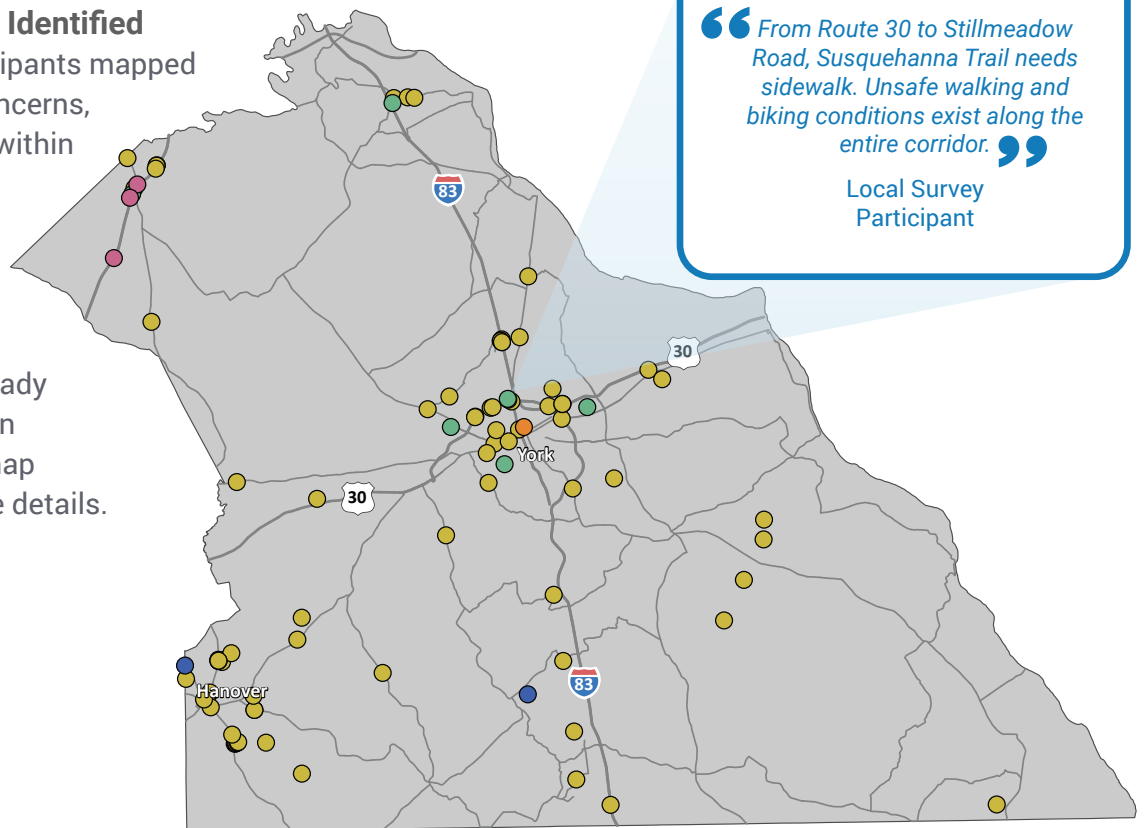 Identified
ipants mapped
ncerns,
within
ady
n
nap
e details.
“From Route 30 to Stillmeadow
Road, Susquehanna Trail needs
sidewalk. Unsafe walking and
biking conditions exist along the
entire corridor.”
Local Survey
Participant
83
30
York
30
Hanover
83